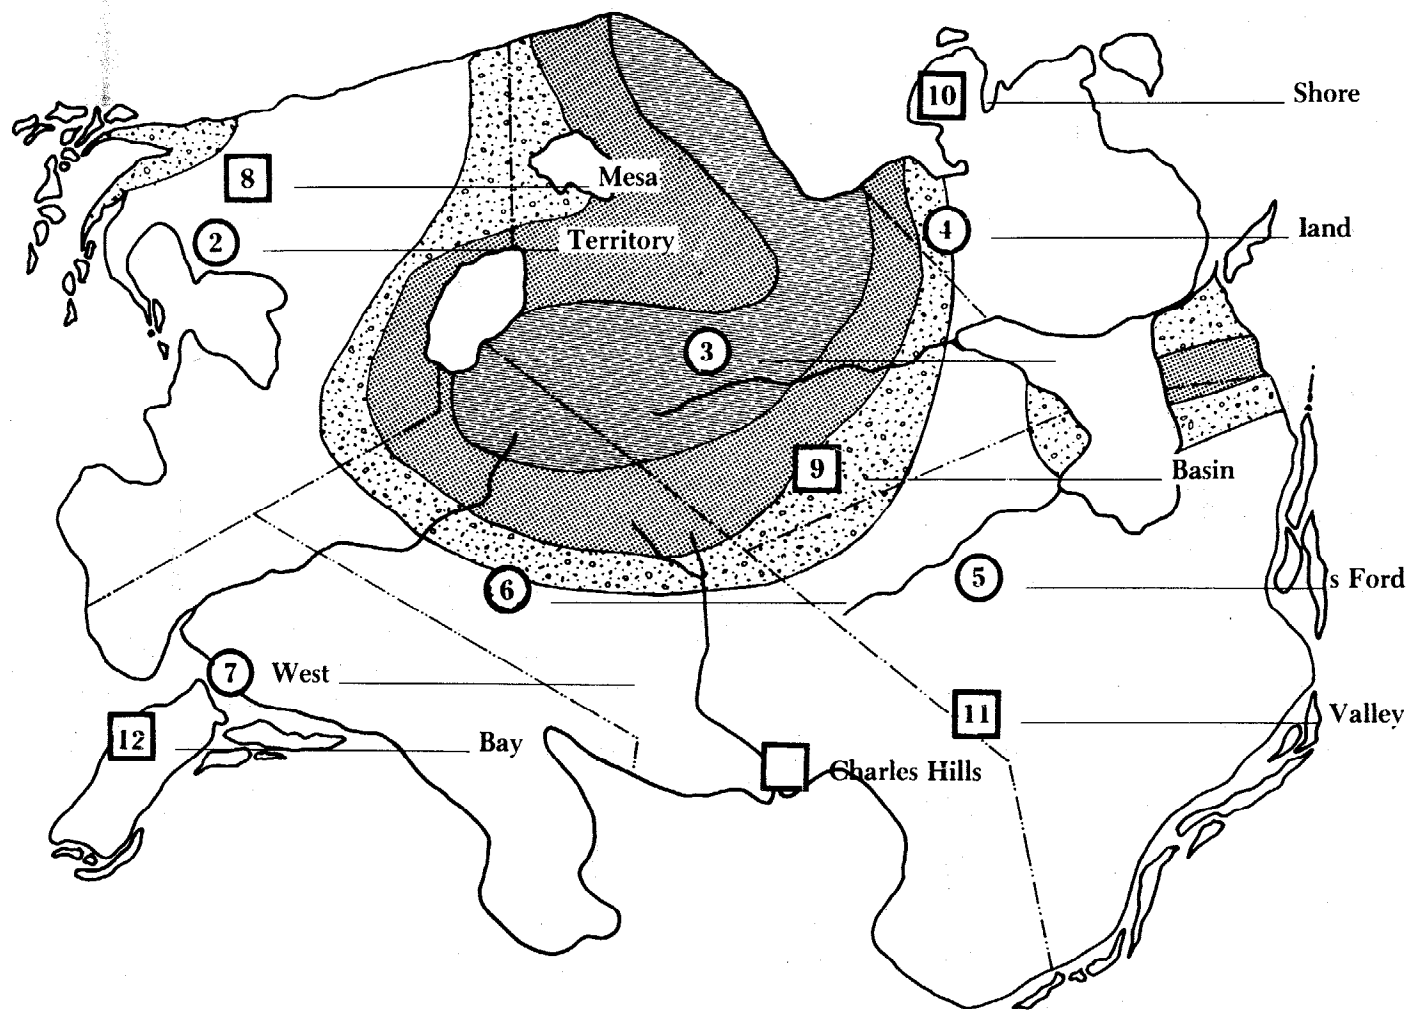 10 Shore
8 Mesa
2 Territory
4 land
3
9 Basin
5 s Ford
6
7 West
11 Valley
12 Bay
Charles Hills